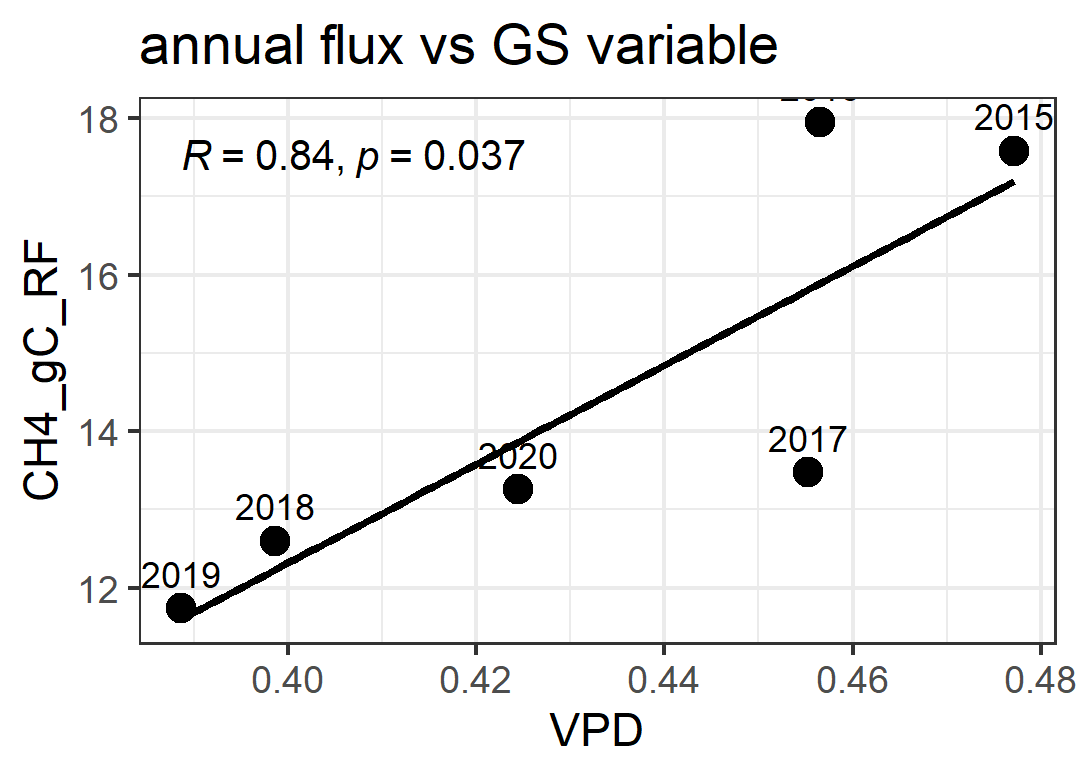 annual flux vs GS variable
R = 0.84, p = 0.037
2015
2017
2020
2018
2019
18
16
14
12
CH4_gC_RF
0.40 0.42 0.44 0.46 0.48
VPD